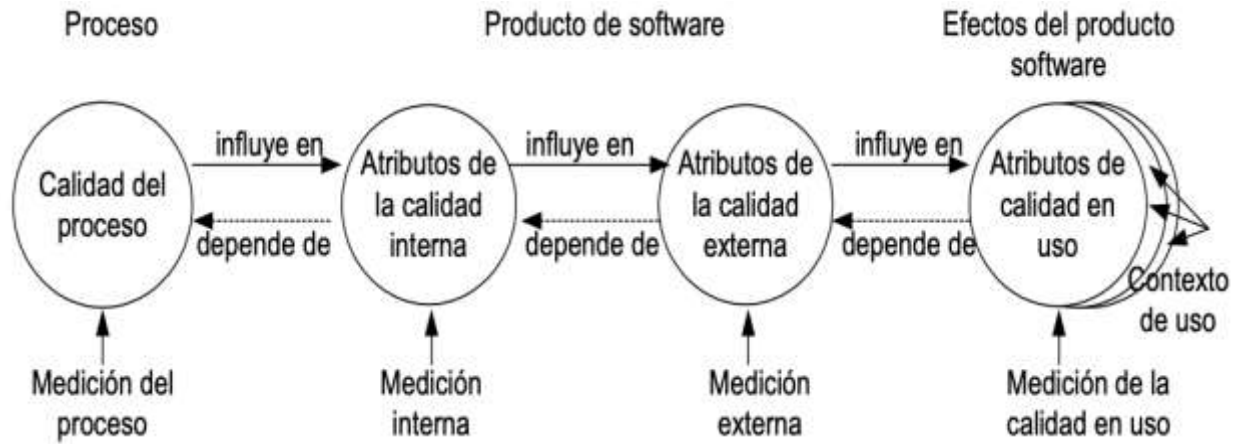 Proceso
Producto de software
Efectos del producto
software
Calidad del
proceso
influye en
depende de
Atributos de
la calidad
interna
influye en
depende de
Atributos de
la calidad
externa
influye en
depende de
Atributos de
calidad en
uso
Contexto
de uso
Medición del
proceso
Medición
interna
Medición
externa
Medición de la
calidad en uso